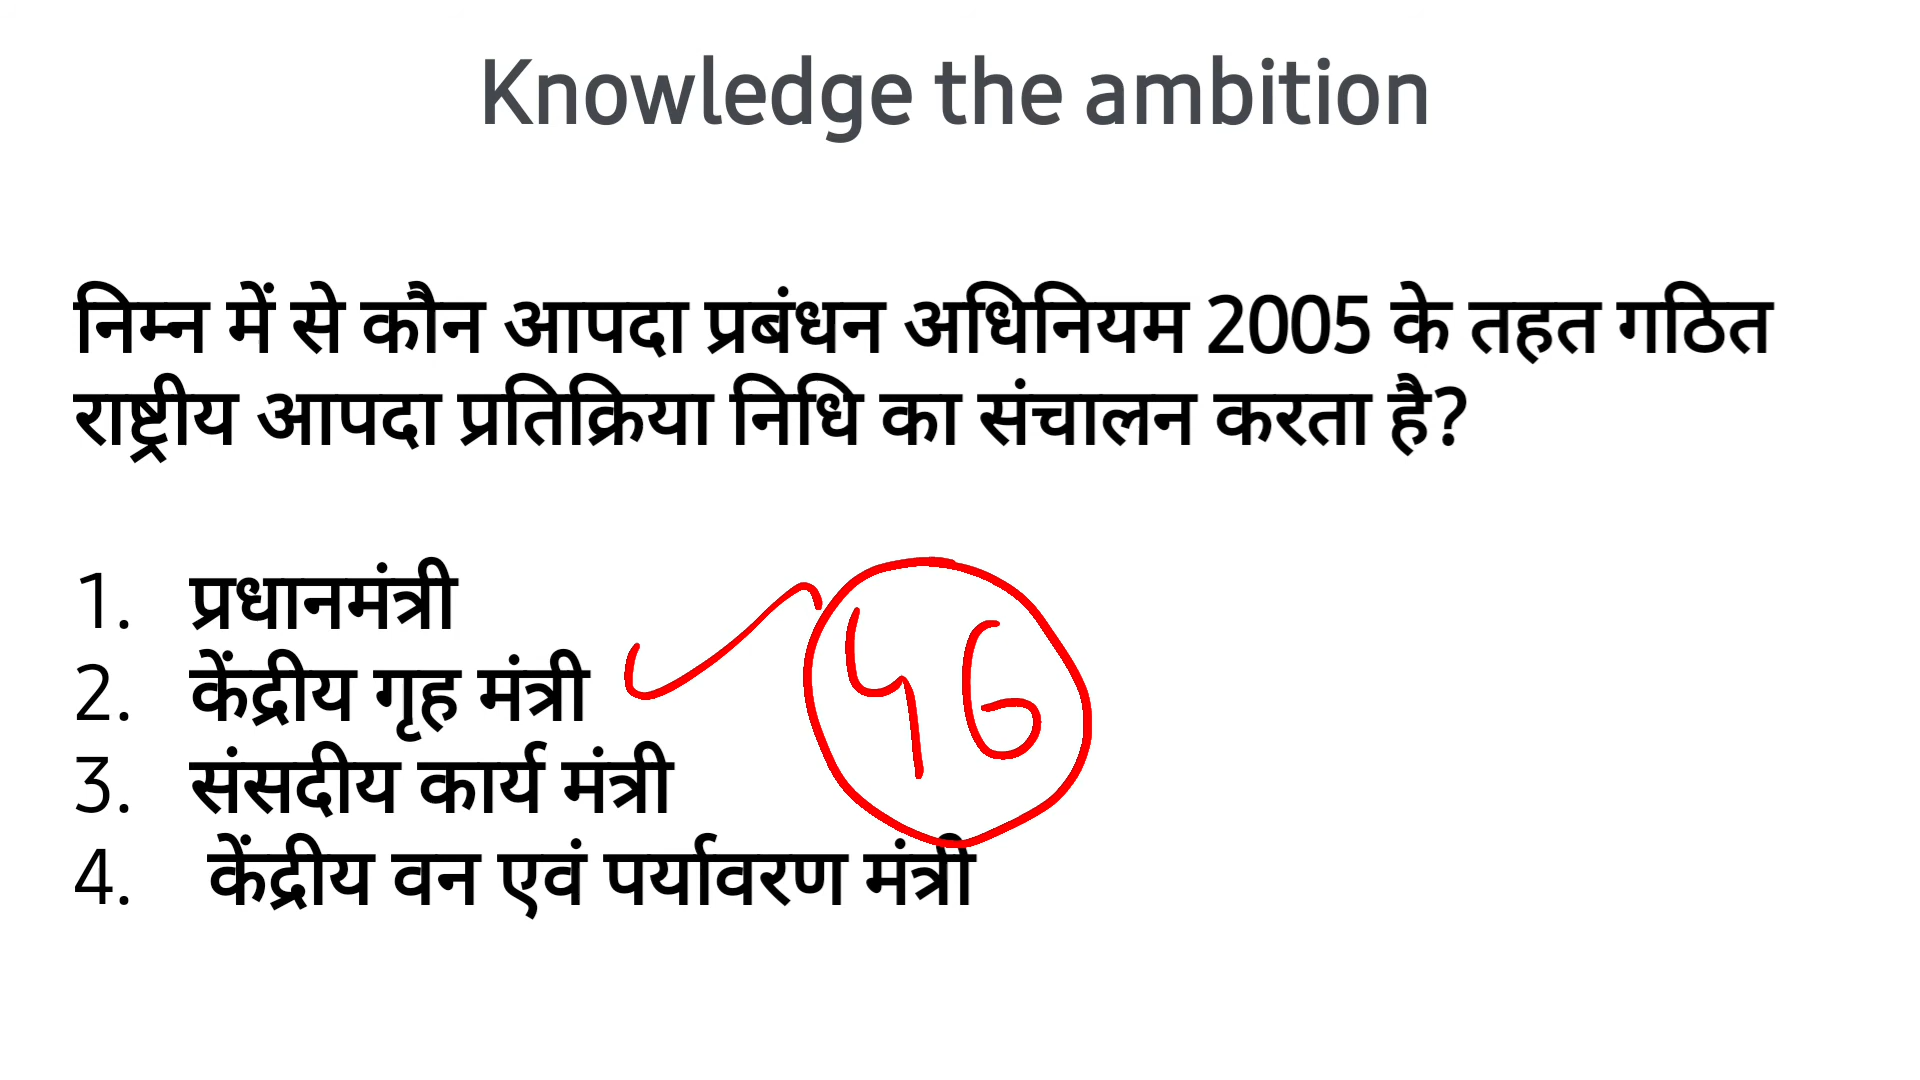 Knowledge the ambition
निम्न में से कौन आपदा प्रबंधन अधिनियम 2005 के तहत गठित
राष्ट्रीय आपदा प्रतिक्रिया निधि का संचालन करता है?
1. प्रधानमंत्री
2. केंद्रीय गृह मंत्री
46
3. संसदीय कार्य मंत्री
4. केंद्रीय वन एवं पर्यावरण मंत्री